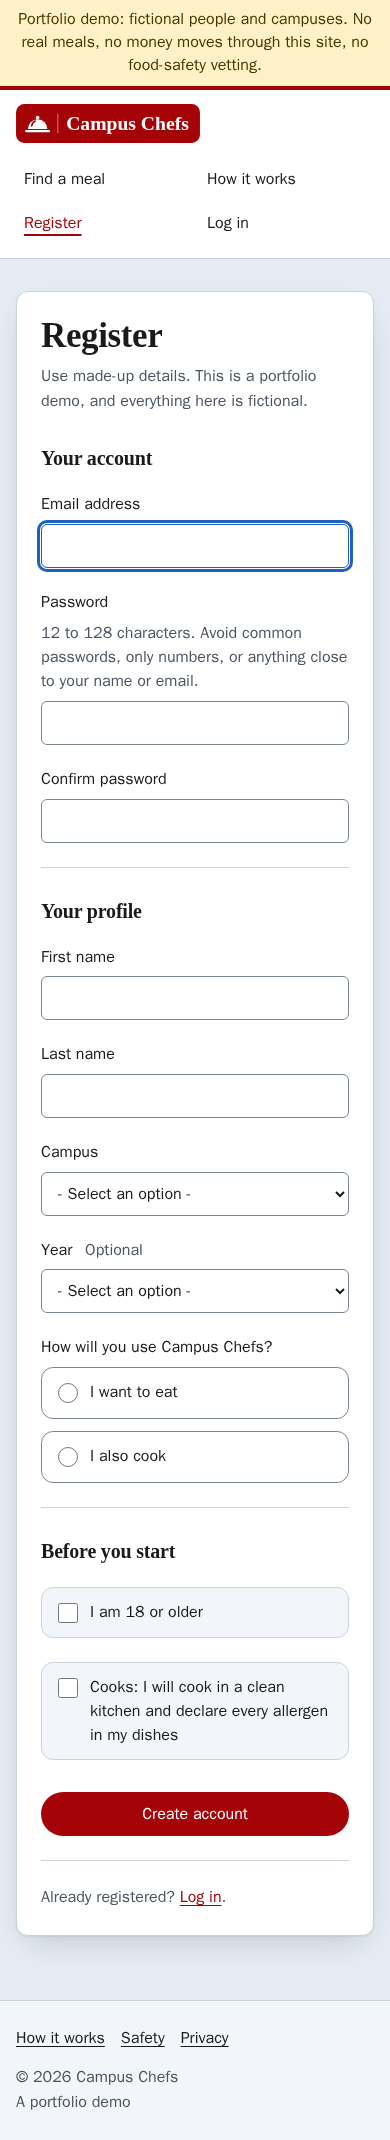 Portfolio demo: fictional people and campuses. No
real meals, no money moves through this site, no
food-safety vetting.
Campus Chefs
Find a meal
How it works
Register
Log in
Register
Use made-up details. This is a portfolio
demo, and everything here is fictional.
Your account
Email address
Password
12 to 128 characters. Avoid common
passwords, only numbers, or anything close
to your name or email.
Confirm password
Your profile
First name
Last name
Campus
- Select an option -
Year Optional
- Select an option -
How will you use Campus Chefs?
I want to eat
I also cook
Before you start
I am 18 or older
Cooks: I will cook in a clean
kitchen and declare every allergen
in my dishes
Create account
Already registered? Log in.
How it works Safety Privacy
© 2026 Campus Chefs
A portfolio demo